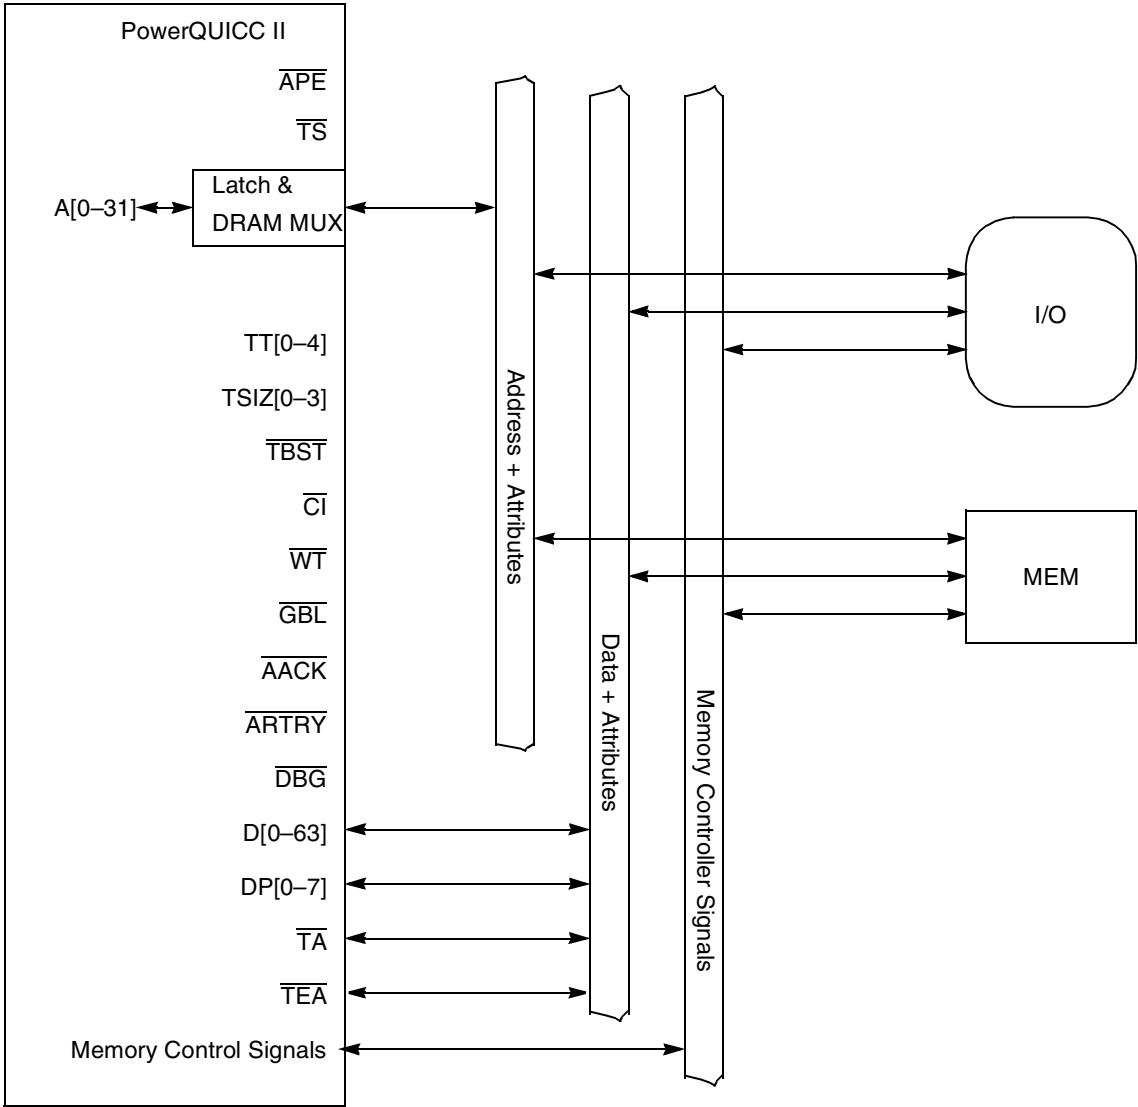 PowerQUICC II
APE
TS
A[0–31]
Latch &
DRAM MUX
TT[0–4]
TSIZ[0–3]
TBST
CI
WT
GBL
AACK
ARTRY
DBG
D[0–63]
DP[0–7]
TA
TEA
Memory Control Signals
Address + Attributes
Data + Attributes
Memory Controller Signals
I/O
MEM